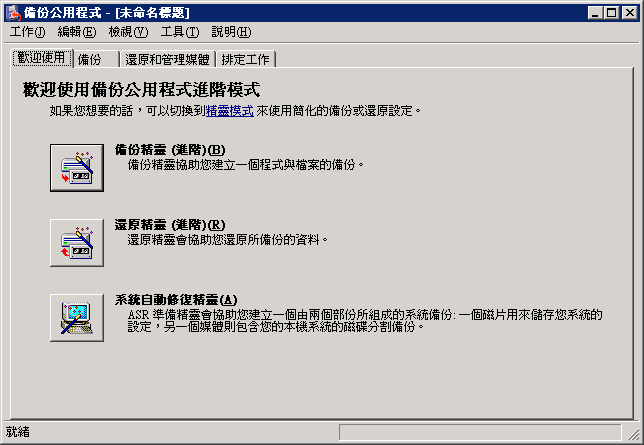 備份公用程式 - [未命名標題]
工作(J) 編輯(E) 檢視(V) 工具(T) 說明(H)
歡迎使用 備份 還原和管理媒體 排定工作
歡迎使用備份公用程式進階模式
如果您想要的話，可以切換到精靈模式 來使用簡化的備份或還原設定。
備份精靈 (進階)(B)
備份精靈協助您建立一個程式與檔案的備份。
還原精靈 (進階)(R)
還原精靈會協助您還原所備份的資料。
系統自動修復精靈(A)
ASR 準備精靈會協助您建立一個由兩個部份所組成的系統備份: 一個磁片用來儲存您系統的
設定，另一個媒體則包含您的本機系統的磁碟分割備份。
就緒